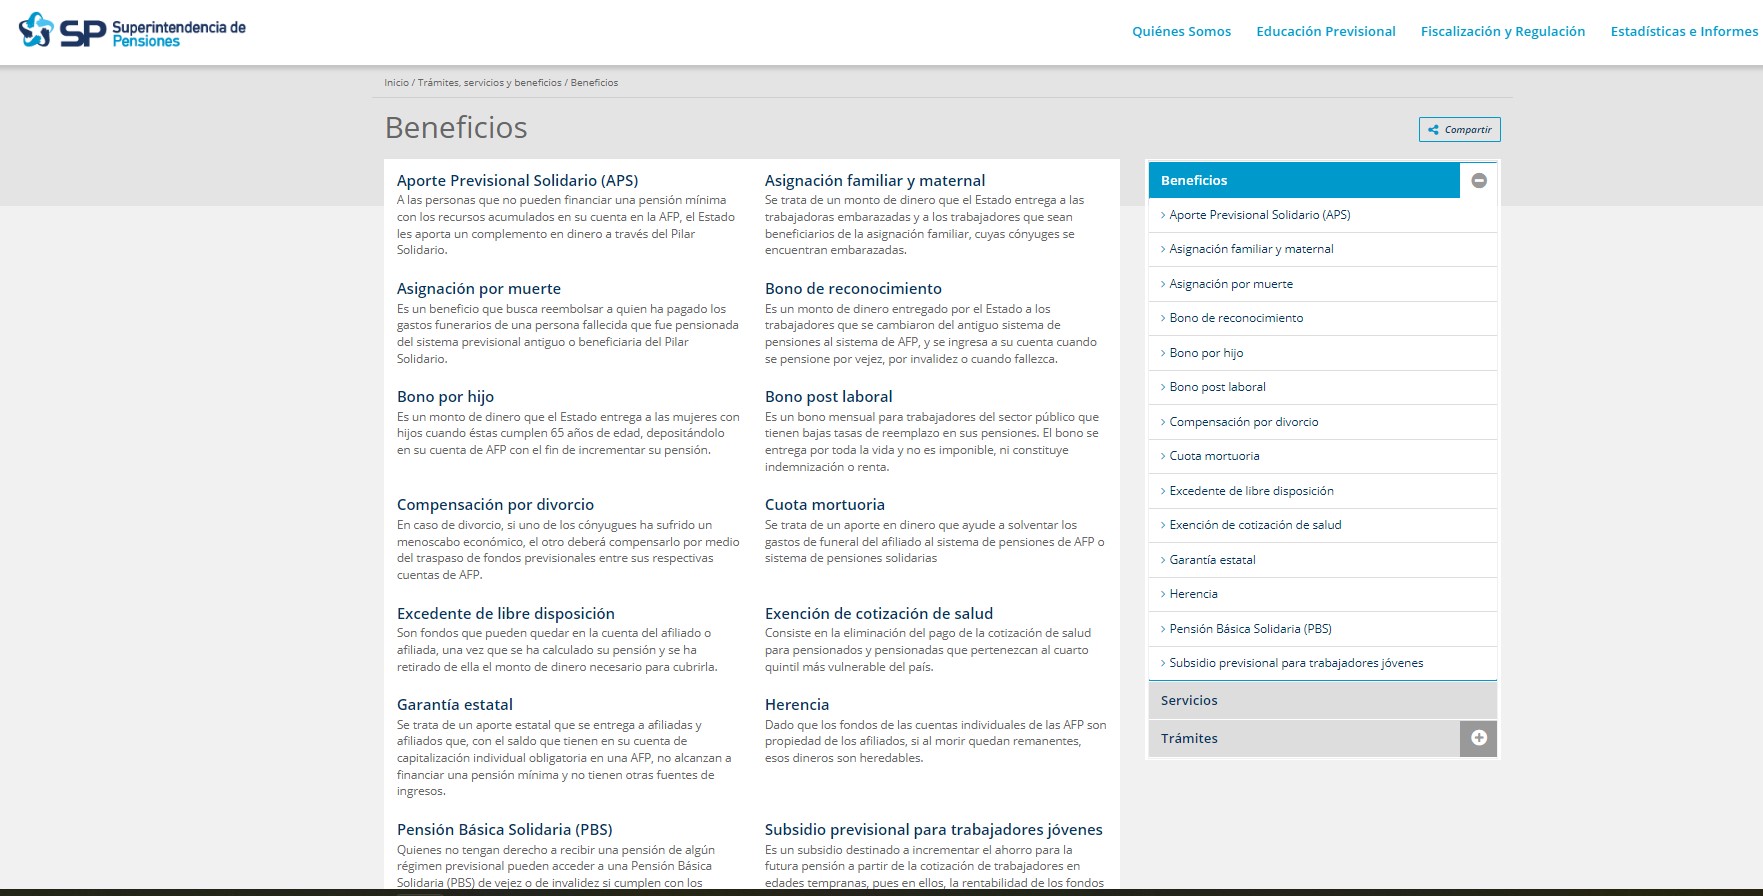 SP Superintendencia de
Pensiones
Quiénes Somos
Educación Previsional
Fiscalización y Regulación
Estadísticas e Informes
Inicio / Trámites, servicios y beneficios / Beneficios
Beneficios
Compartir
Aporte Previsional Solidario (APS)
A las personas que no pueden financiar una pensión mínima
con los recursos acumulados en su cuenta en la AFP, el Estado
les aporta un complemento en dinero a través del Pilar
Solidario.
Asignación familiar y maternal
Se trata de un monto de dinero que el Estado entrega a las
trabajadoras embarazadas y a los trabajadores que sean
beneficiarios de la asignación familiar, cuyas cónyuges se
encuentran embarazadas.
Asignación por muerte
Es un beneficio que busca reembolsar a quien ha pagado los
gastos funerarios de una persona fallecida que fue pensionada
del sistema previsional antiguo o beneficiaria del Pilar
Solidario.
Bono de reconocimiento
Es un monto de dinero entregado por el Estado a los
trabajadores que se cambiaron del antiguo sistema de
pensiones al sistema de AFP, y se ingresa a su cuenta cuando
se pensione por vejez, por invalidez o cuando fallezca.
Bono por hijo
Es un monto de dinero que el Estado entrega a las mujeres con
hijos cuando éstas cumplen 65 años de edad, depositándolo
en su cuenta de AFP con el fin de incrementar su pensión.
Bono post laboral
Es un bono mensual para trabajadores del sector público que
tienen bajas tasas de reemplazo en sus pensiones. El bono se
entrega por toda la vida y no es imponible, ni constituye
indemnización o renta.
Compensación por divorcio
En caso de divorcio, si uno de los cónyugues ha sufrido un
menoscabo económico, el otro deberá compensarlo por medio
del traspaso de fondos previsionales entre sus respectivas
cuentas de AFP.
Cuota mortuoria
Se trata de un aporte en dinero que ayude a solventar los
gastos de funeral del afiliado al sistema de pensiones de AFP o
sistema de pensiones solidarias
Excedente de libre disposición
Son fondos que pueden quedar en la cuenta del afiliado o
afiliada, una vez que se ha calculado su pensión y se ha
retirado de ella el monto de dinero necesario para cubrirla.
Exención de cotización de salud
Consiste en la eliminación del pago de la cotización de salud
para pensionados y pensionadas que pertenezcan al cuarto
quintil más vulnerable del país.
Garantía estatal
Se trata de un aporte estatal que se entrega a afiliadas y
afiliados que, con el saldo que tienen en su cuenta de
capitalización individual obligatoria en una AFP, no alcanzan a
financiar una pensión mínima y no tienen otras fuentes de
ingresos.
Herencia
Dado que los fondos de las cuentas individuales de las AFP son
propiedad de los afiliados, si al morir quedan remanentes,
esos dineros son heredables.
Pensión Básica Solidaria (PBS)
Quienes no tengan derecho a recibir una pensión de algún
régimen previsional pueden acceder a una Pensión Básica
Solidaria (PBS) de vejez o de invalidez si cumplen con los
Subsidio previsional para trabajadores jóvenes
Es un subsidio destinado a incrementar el ahorro para la
futura pensión a partir de la cotización de trabajadores en
edades tempranas, pues en ellos, la rentabilidad de los fondos
Beneficios
Aporte Previsional Solidario (APS)
Asignación familiar y maternal
Asignación por muerte
Bono de reconocimiento
Bono por hijo
Bono post laboral
Compensación por divorcio
Cuota mortuoria
Excedente de libre disposición
Exención de cotización de salud
Garantía estatal
Herencia
Pensión Básica Solidaria (PBS)
Subsidio previsional para trabajadores jóvenes
Servicios
Trámites